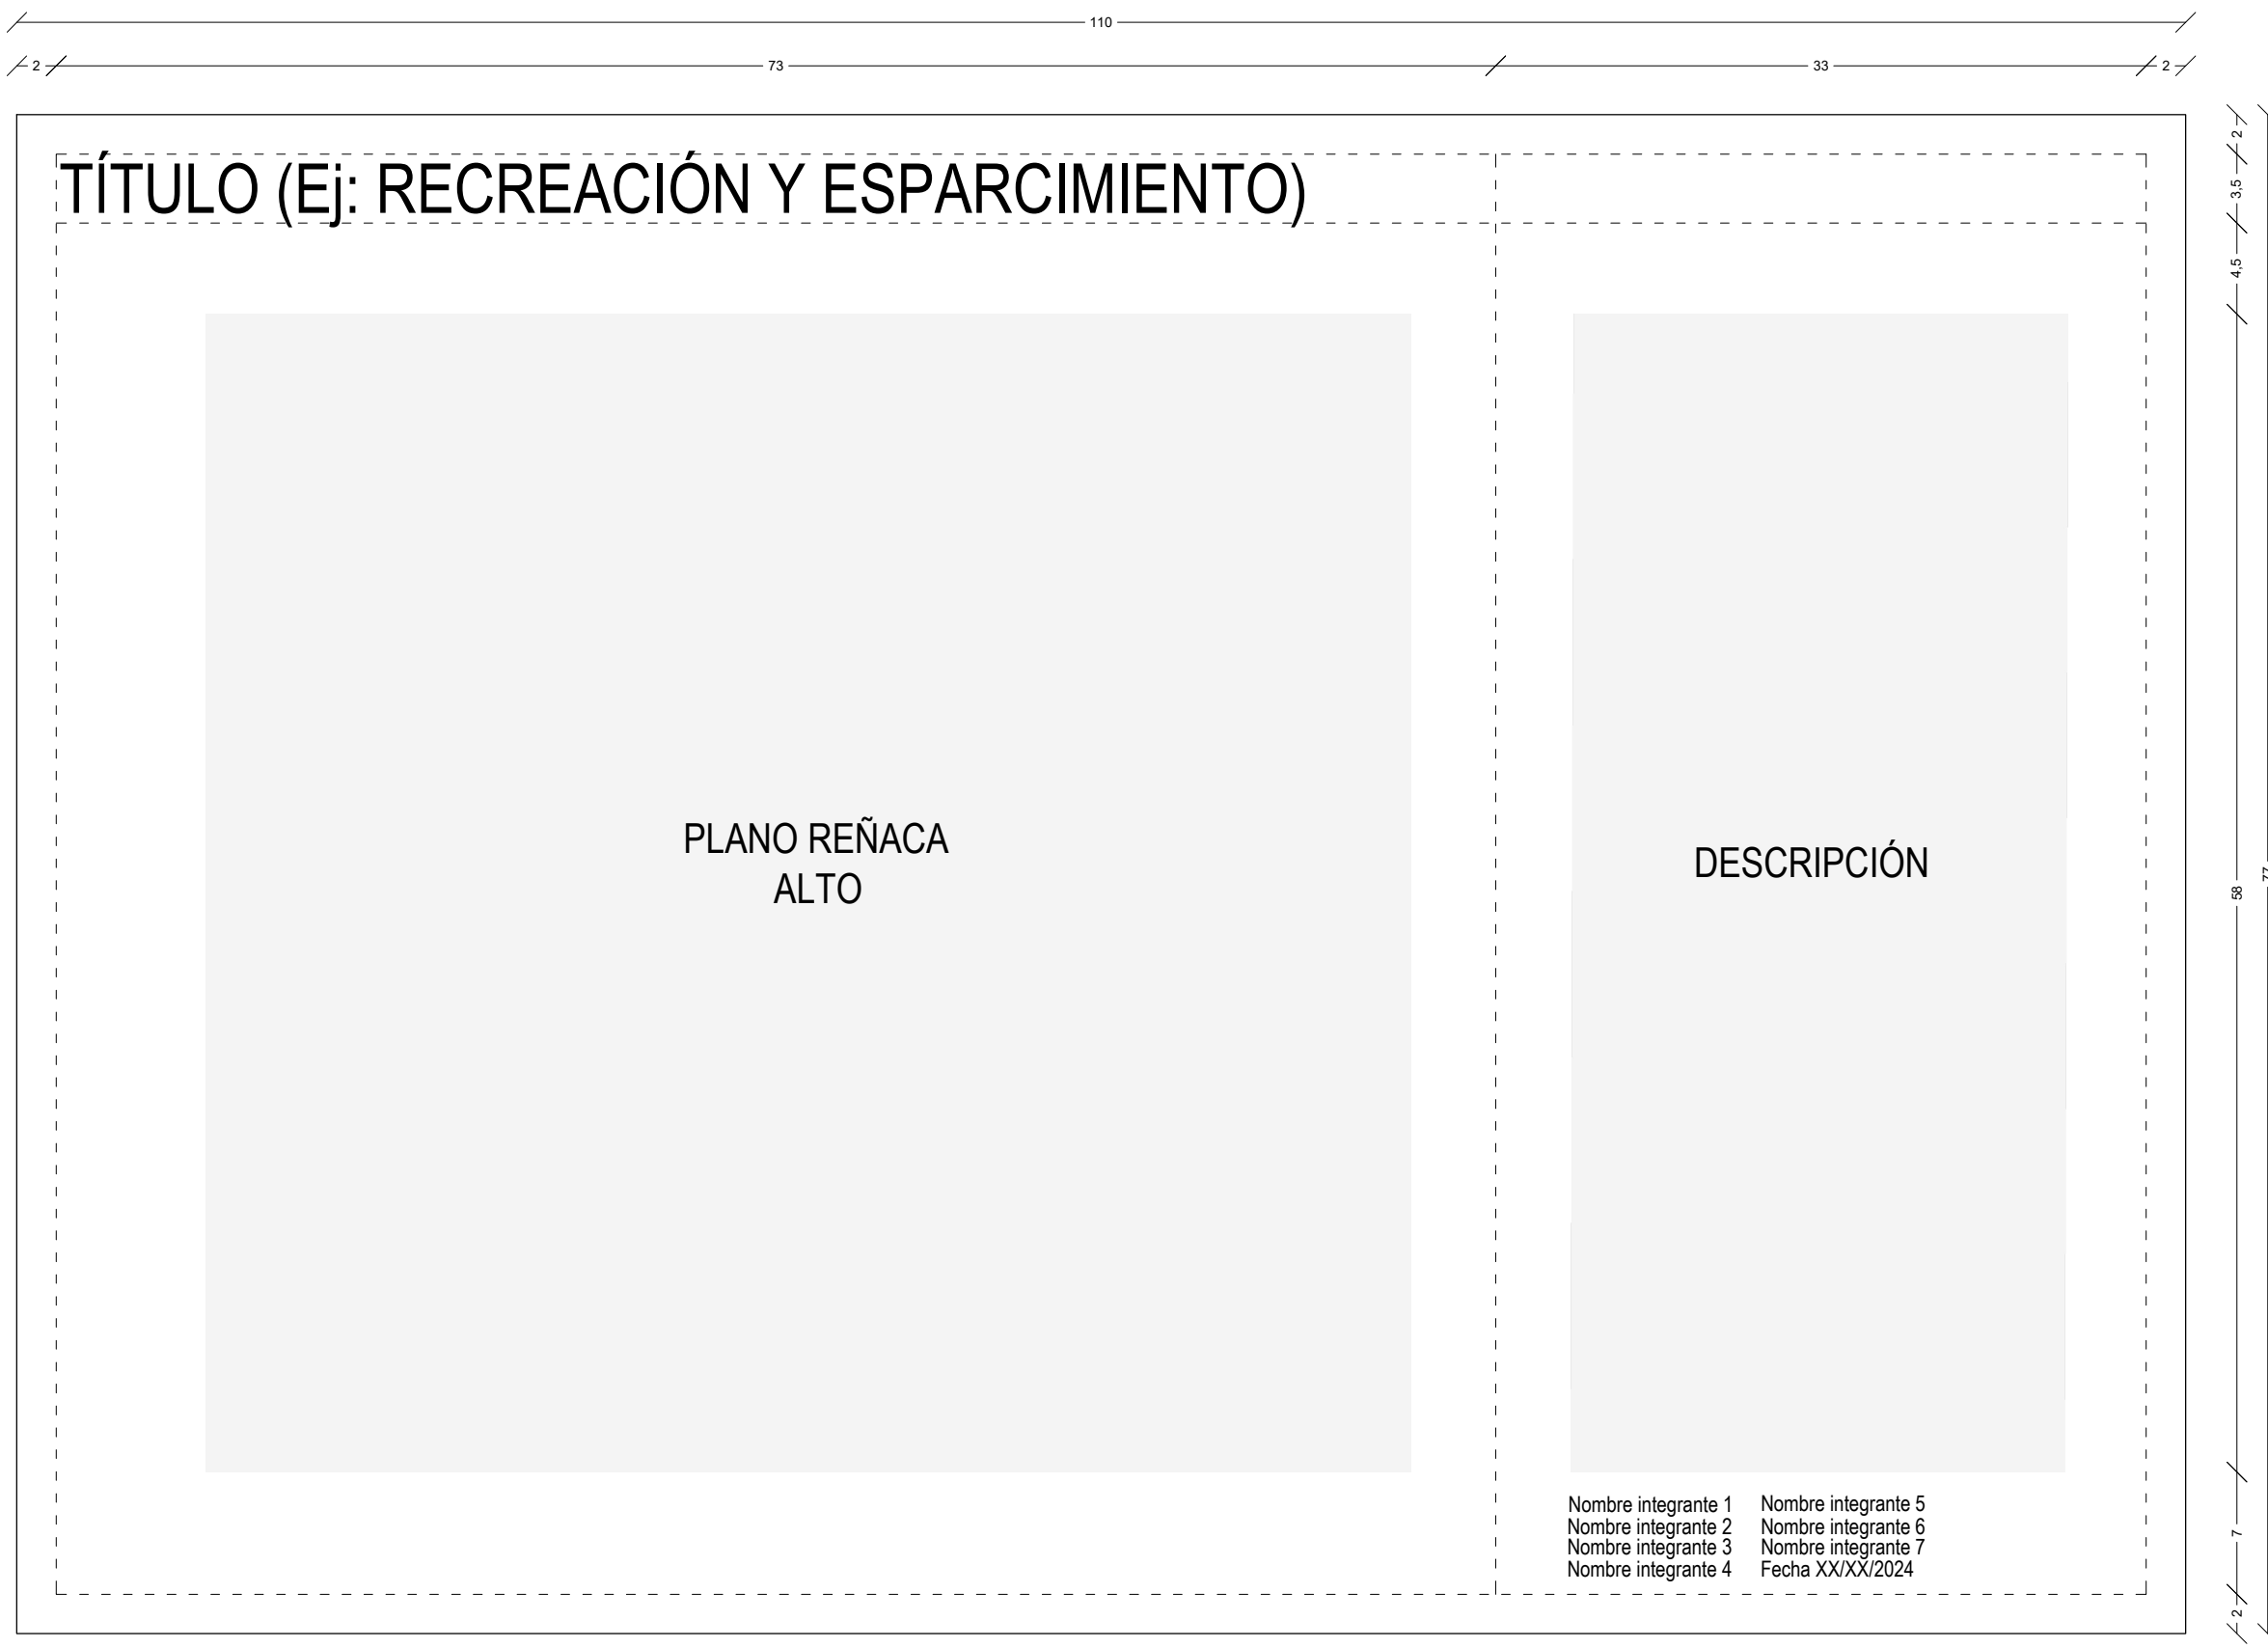 110
2
73
33
2
TÍTULO (Ej: RECREACIÓN Y ESPARCIMIENTO)
2
3,5
4,5
PLANO REÑACA
ALTO
DESCRIPCIÓN
58
77
Nombre integrante 1
Nombre integrante 2
Nombre integrante 3
Nombre integrante 4
Nombre integrante 5
Nombre integrante 6
Nombre integrante 7
Fecha XX/XX/2024
7
2